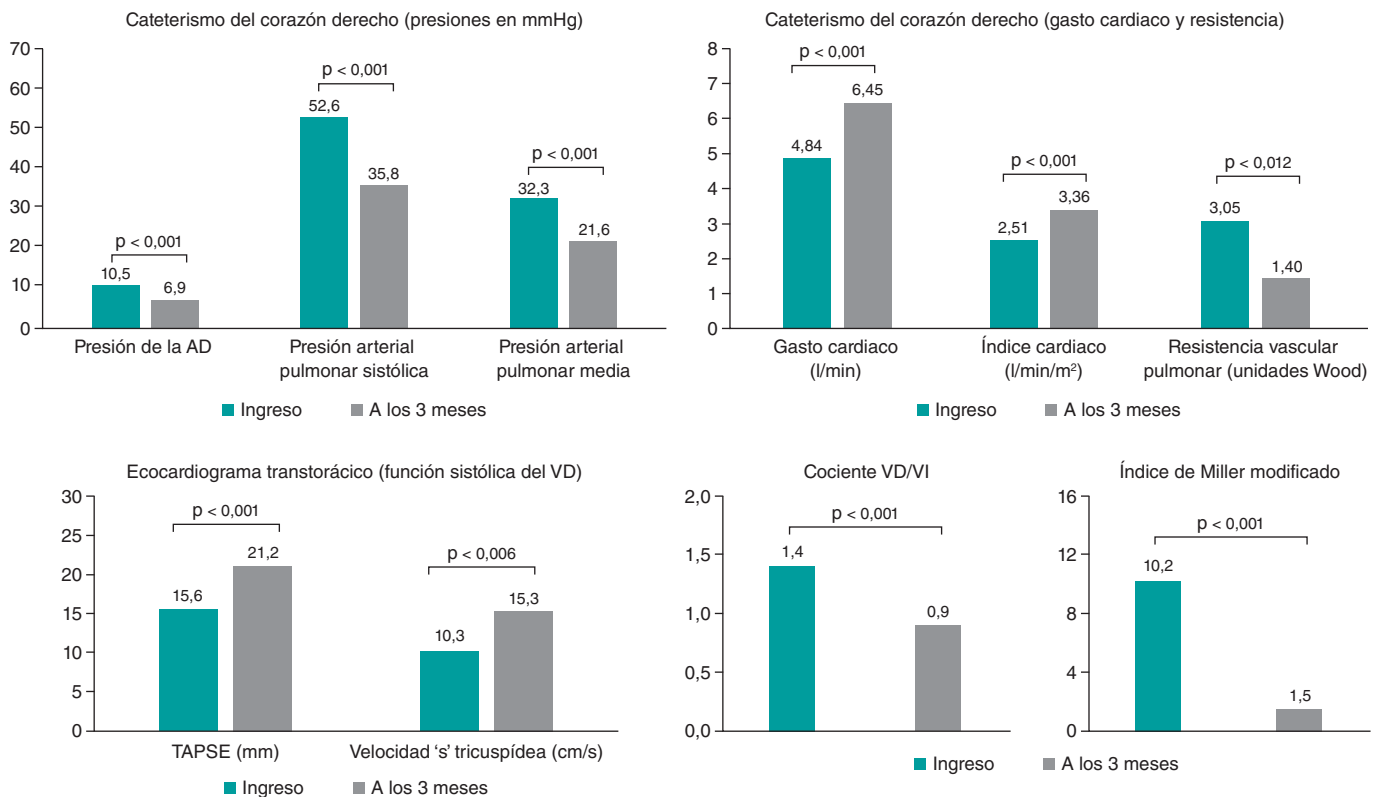 Cateterismo del corazón derecho (presiones en mmHg)
70
60
50
40
30
20
10
0
p < 0,001
10,5
6,9
p < 0,001
52,6
35,8
p < 0,001
32,3
21,6
Presión de la AD
Presión arterial
pulmonar sistólica
Presión arterial
pulmonar media
Ingreso
A los 3 meses
Cateterismo del corazón derecho (gasto cardiaco y resistencia)
8
7
6
5
4
3
2
1
0
p < 0,001
4,84
6,45
p < 0,001
2,51
3,36
p < 0,012
3,05
1,40
Gasto cardiaco
(l/min)
Índice cardiaco
(l/min/m²)
Resistencia vascular
pulmonar (unidades Wood)
Ingreso
A los 3 meses
Ecocardiograma transtorácico (función sistólica del VD)
30
25
20
15
10
5
0
p < 0,001
15,6
21,2
p < 0,006
10,3
15,3
TAPSE (mm)
Velocidad ‘s’ tricuspídea (cm/s)
Ingreso
A los 3 meses
Cociente VD/VI
2,0
1,5
1,0
0,5
0,0
p < 0,001
1,4
0,9
Índice de Miller modificado
16
12
8
4
0
p < 0,001
10,2
1,5
Ingreso
A los 3 meses